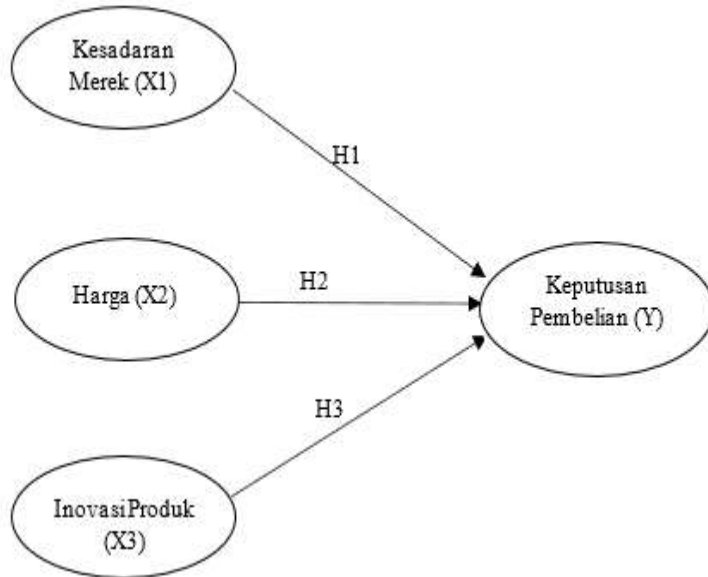 Kesadaran
Merek (X1)
H1
Harga (X2)
H2
Keputusan
Pembelian (Y)
H3
InovasiProduk
(X3)